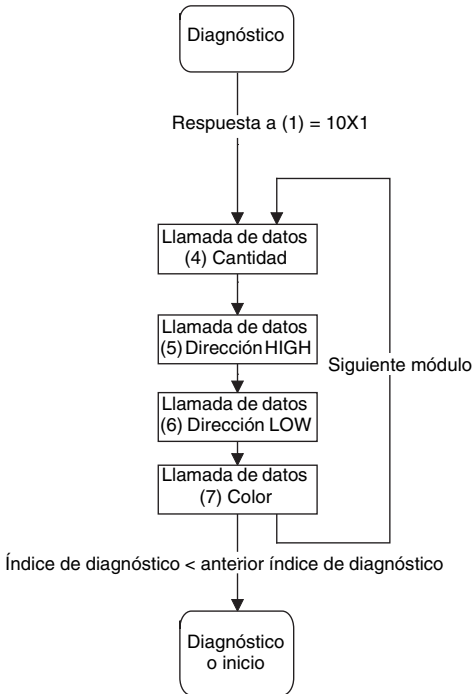 Diagnóstico
Respuesta a (1) = 10X1
Llamada de datos
(4) Cantidad
Llamada de datos
(5) Dirección HIGH
Siguiente módulo
Llamada de datos
(6) Dirección LOW
Llamada de datos
(7) Color
Índice de diagnóstico < anterior índice de diagnóstico
Diagnóstico
o inicio